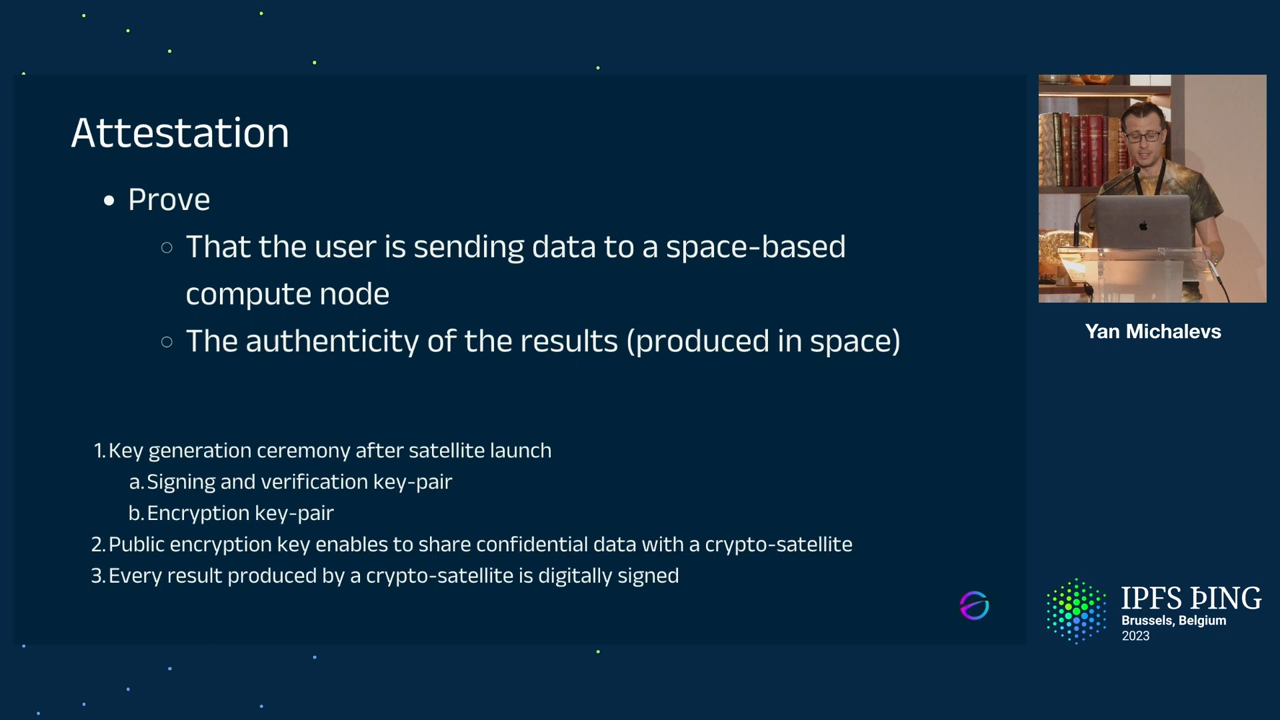 Attestation
• Prove
○ That the user is sending data to a space-based
compute node
○ The authenticity of the results (produced in space)
1. Key generation ceremony after satellite launch
a. Signing and verification key-pair
b. Encryption key-pair
2. Public encryption key enables to share confidential data with a crypto-satellite
3. Every result produced by a crypto-satellite is digitally signed
Yan Michalevs
IPFS ÞING
Brussels, Belgium
2023